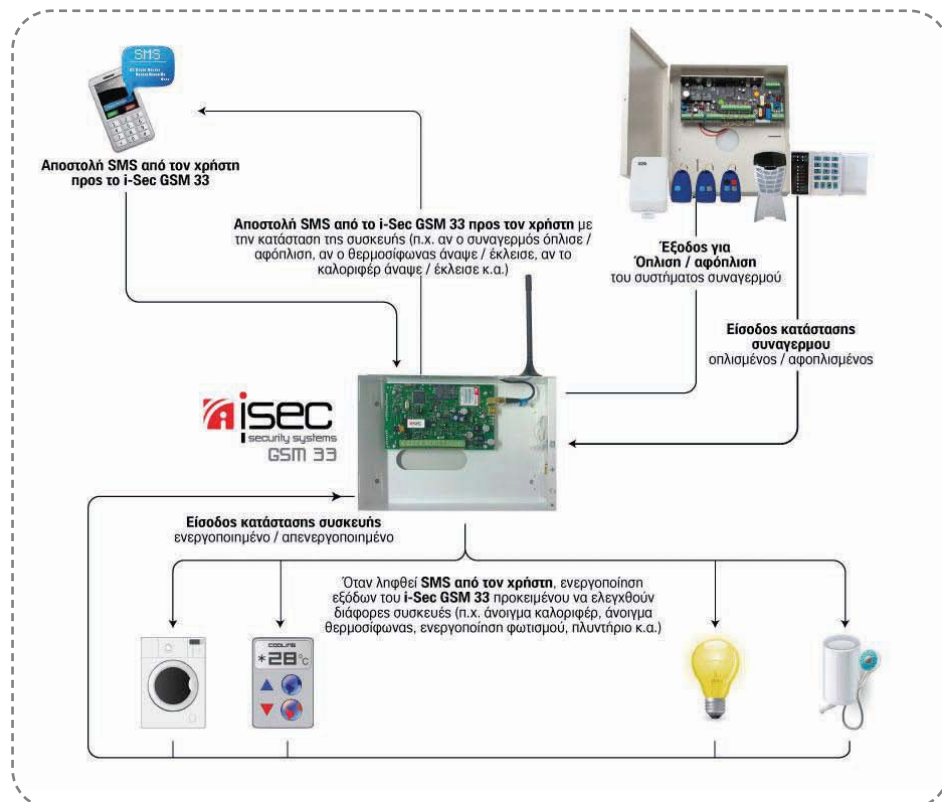 SMS
Αποστολή SMS από τον χρήστη
προς το i-Sec GSM 33
Αποστολή SMS από το i-Sec GSM 33 προς τον χρήστη με
την κατάσταση της συσκευής (π.χ. αν ο συναγερμός όπλισε /
αφόπλιση, αν ο θερμοσίφωνας άναψε / έκλεισε, αν το
καλοριφέρ άναψε / έκλεισε κ.α.)
Έξοδος για
Όπλιση / αφόπλιση
του συστήματος συναγερμού
Είσοδος κατάστασης
συναγερμου
οπλισμένος / αφοπλισμένος
isec
security systems
GSM 33
Είσοδος κατάστασης συσκευής
ενεργοποιημένο / απενεργοποιημένο
Όταν ληφθεί SMS από τον χρήστη, ενεργοποίηση
εξόδων του i-Sec GSM 33 προκειμένου να ελεγχθούν
διάφορες συσκευές (π.χ. άνοιγμα καλοριφέρ, άνοιγμα
θερμοσίφωνας, ενεργοποίηση φωτισμού, πλυντήριο κ.α.)
COOLING
*28°C